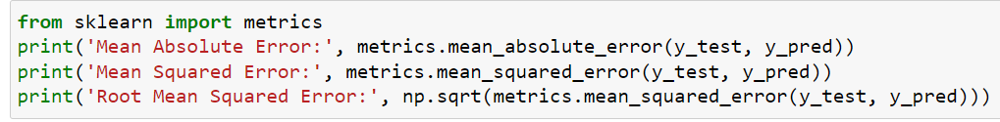 from sklearn import metrics
print('Mean Absolute Error:', metrics.mean_absolute_error(y_test, y_pred))
print('Mean Squared Error:', metrics.mean_squared_error(y_test, y_pred))
print('Root Mean Squared Error:', np.sqrt(metrics.mean_squared_error(y_test, y_pred)))